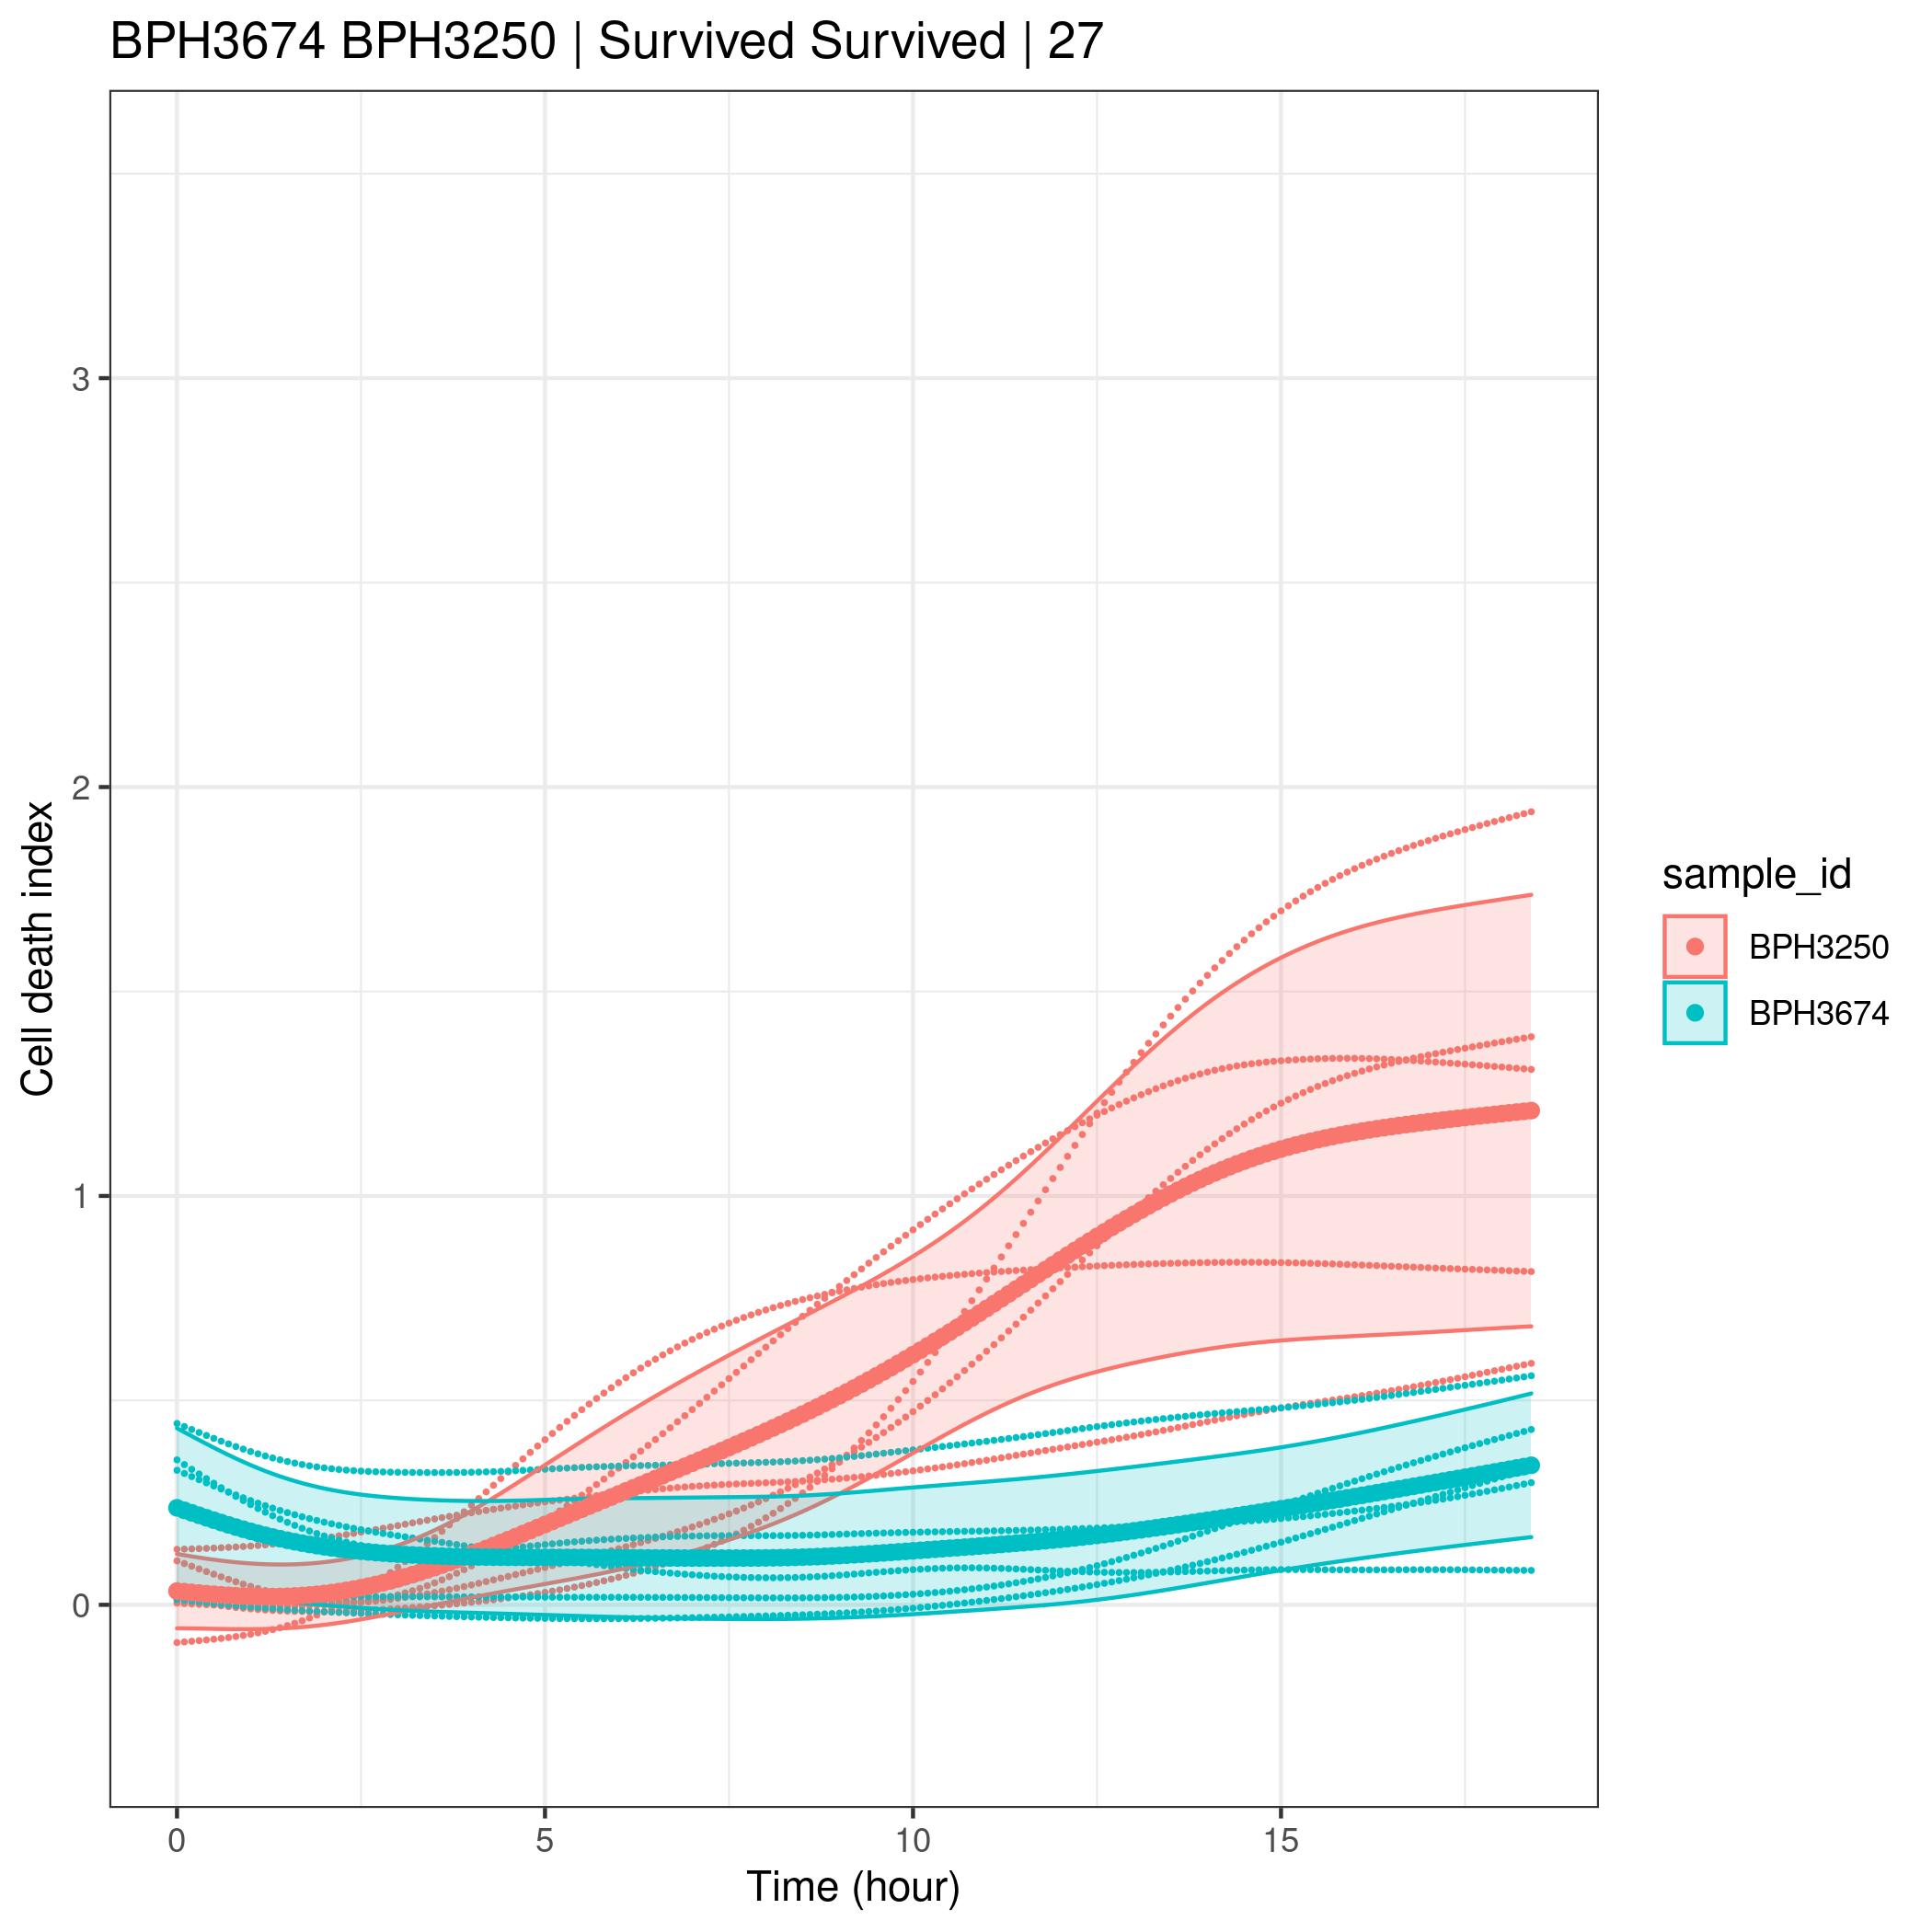 BPH3674 BPH3250 | Survived Survived | 27
Cell death index
3
2
1
0
0 5 10 15
Time (hour)
sample_id
BPH3250
BPH3674